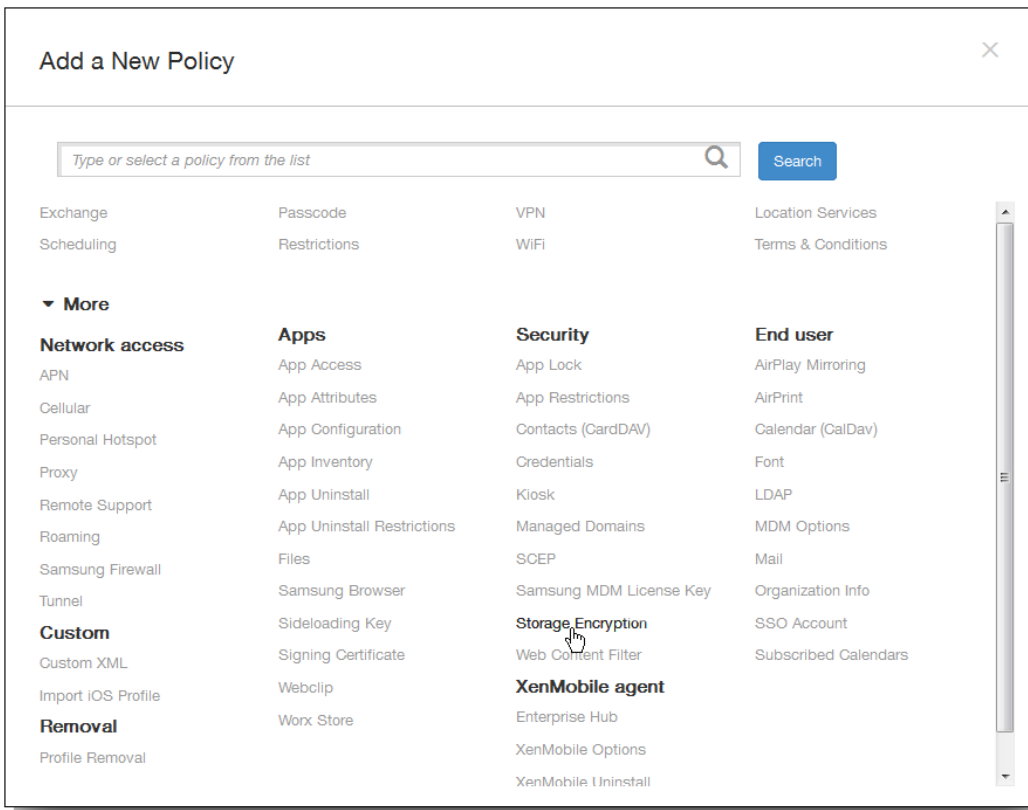 Add a New Policy
Type or select a policy from the list
Search
Exchange
Passcode
VPN
Location Services
Scheduling
Restrictions
WiFi
Terms & Conditions
More
Network access
APN
Cellular
Personal Hotspot
Proxy
Remote Support
Roaming
Samsung Firewall
Tunnel
Custom
Custom XML
Import iOS Profile
Removal
Profile Removal
Apps
App Access
App Attributes
App Configuration
App Inventory
App Uninstall
App Uninstall Restrictions
Files
Samsung Browser
Sideloading Key
Signing Certificate
Webclip
Worx Store
Security
App Lock
App Restrictions
Contacts (CardDAV)
Credentials
Kiosk
Managed Domains
SCEP
Samsung MDM License Key
Storage Encryption
Web Content Filter
XenMobile agent
Enterprise Hub
XenMobile Options
XenMobile Uninstall
End user
AirPlay Mirroring
AirPrint
Calendar (CalDav)
Font
LDAP
MDM Options
Mail
Organization Info
SSO Account
Subscribed Calendars